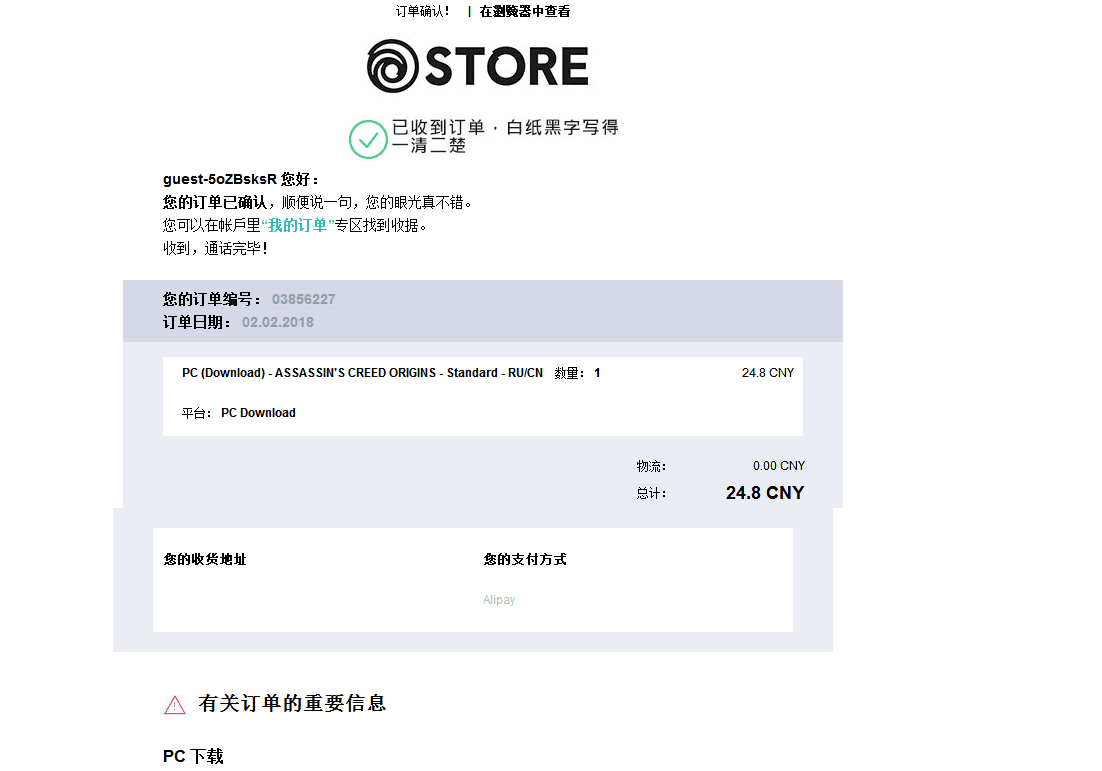 订单确认! | 在浏览器中查看
STORE
已收到订单，白纸黑字写得
一清二楚
guest-5oZBsksR 您好：
您的订单已确认，顺便说一句，您的眼光真不错。
您可以在帐戶里“我的订单”专区找到收据。
收到，通话完毕！
您的订单编号： 03856227
订单日期： 02.02.2018
PC (Download) - ASSASSIN'S CREED ORIGINS - Standard - RU/CN 数量： 1 24.8 CNY
平台： PC Download
物流： 0.00 CNY
总计： 24.8 CNY
您的收货地址 您的支付方式
Alipay
有关订单的重要信息
PC 下载